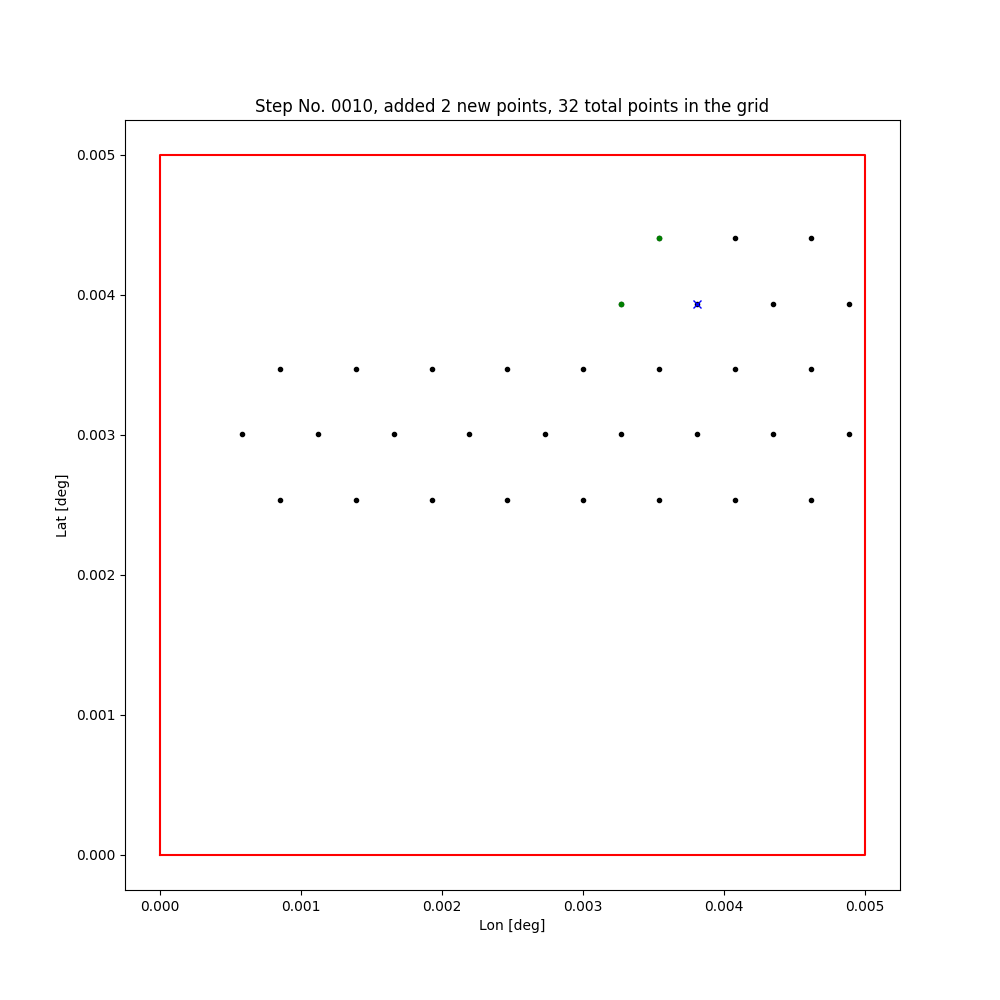 Step No. 0010, added 2 new points, 32 total points in the grid
0.005
0.004
0.003
0.002
0.001
0.000
Lat [deg]
0.000 0.001 0.002 0.003 0.004 0.005
Lon [deg]